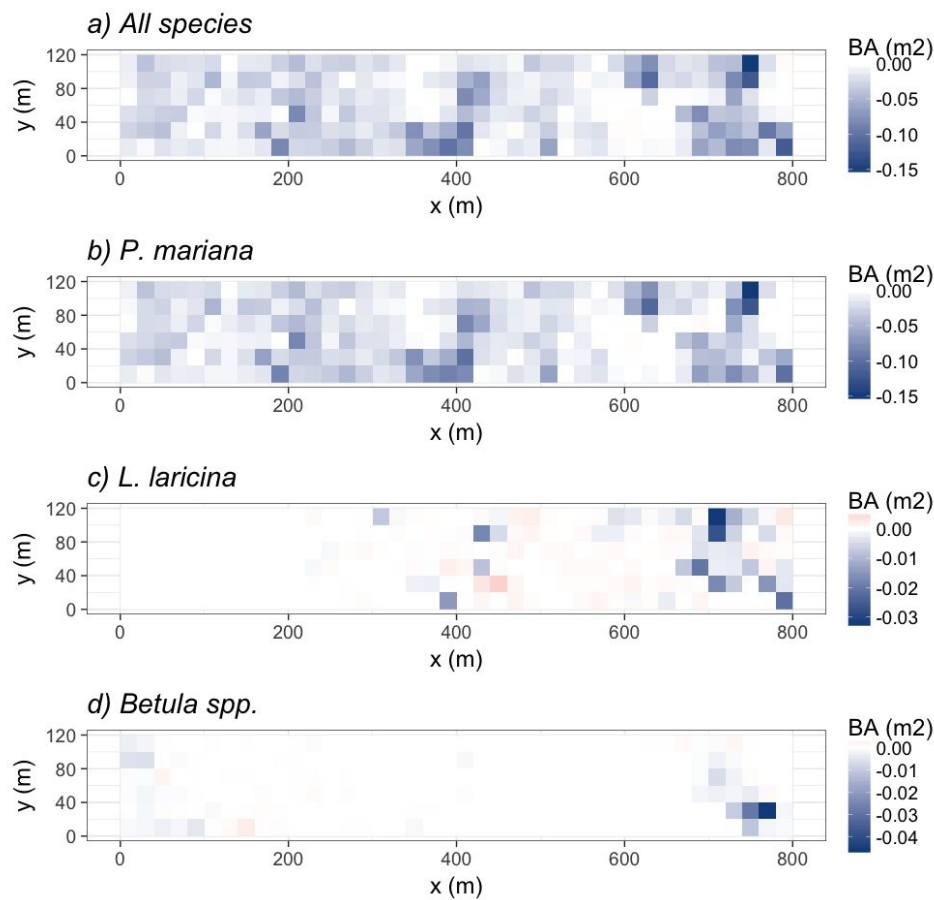 a) All species
120
80
40
0
y (m)
0 200 400 600 800
x (m)
BA (m2)
0.00
-0.05
-0.10
-0.15
b) P. mariana
120
80
40
0
y (m)
0 200 400 600 800
x (m)
BA (m2)
0.00
-0.05
-0.10
-0.15
c) L. laricina
120
80
40
0
y (m)
0 200 400 600 800
x (m)
BA (m2)
0.00
-0.01
-0.02
-0.03
d) Betula spp.
120
80
40
0
y (m)
0 200 400 600 800
x (m)
BA (m2)
0.00
-0.01
-0.02
-0.03
-0.04